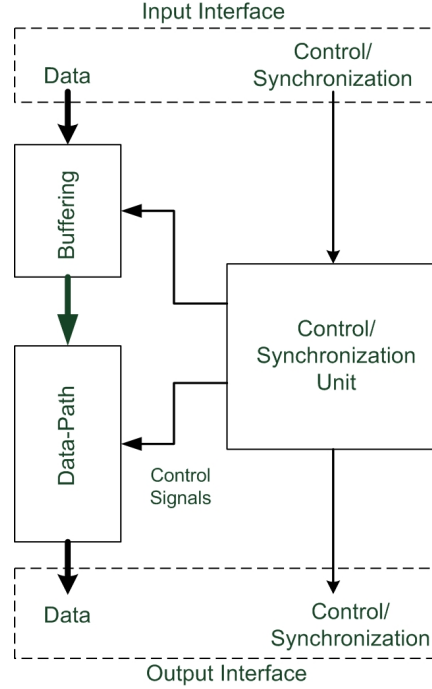 Input Interface
Data
Control/
Synchronization
Buffering
Control/
Synchronization
Unit
Data-Path
Control
Signals
Data
Control/
Synchronization
Output Interface